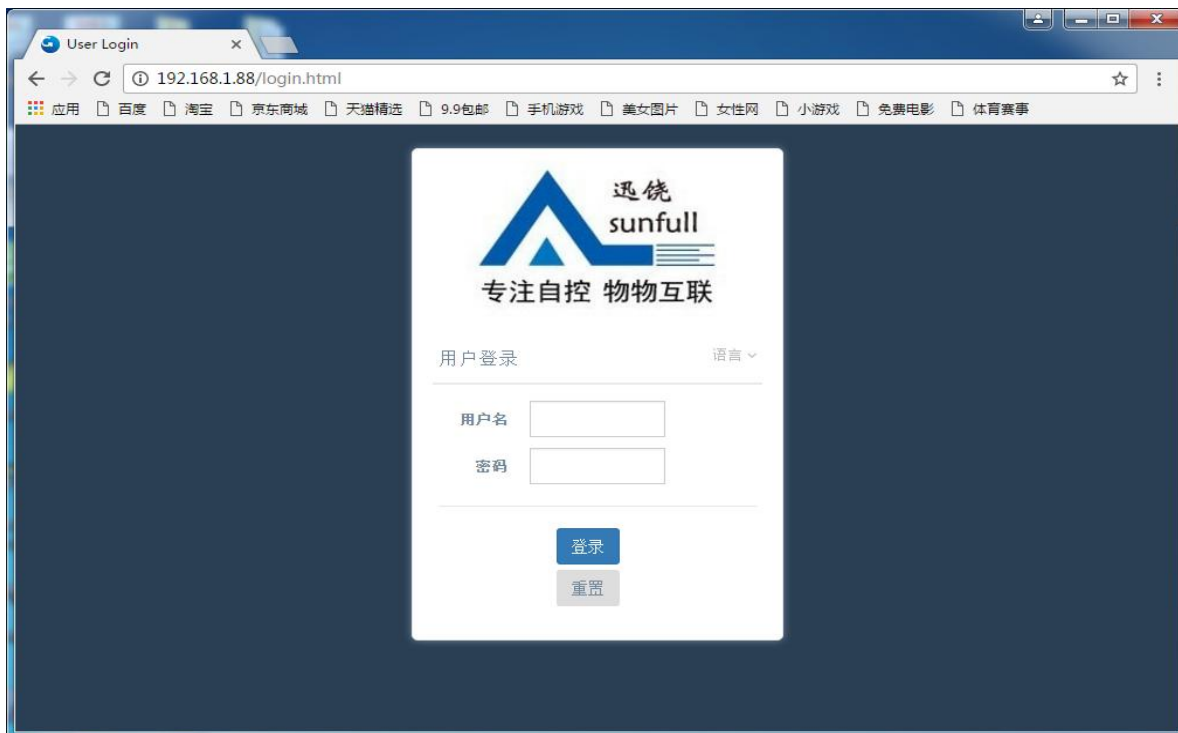 User Login
192.168.1.88/login.html
应用 百度 淘宝 京东商城 天猫精选 9.9包邮 手机游戏 美女图片 女性网 小游戏 免费电影 体育赛事
迅饶
sunfull
专注自控 物物互联
用户登录 语言
用户名
密码
登录
重置